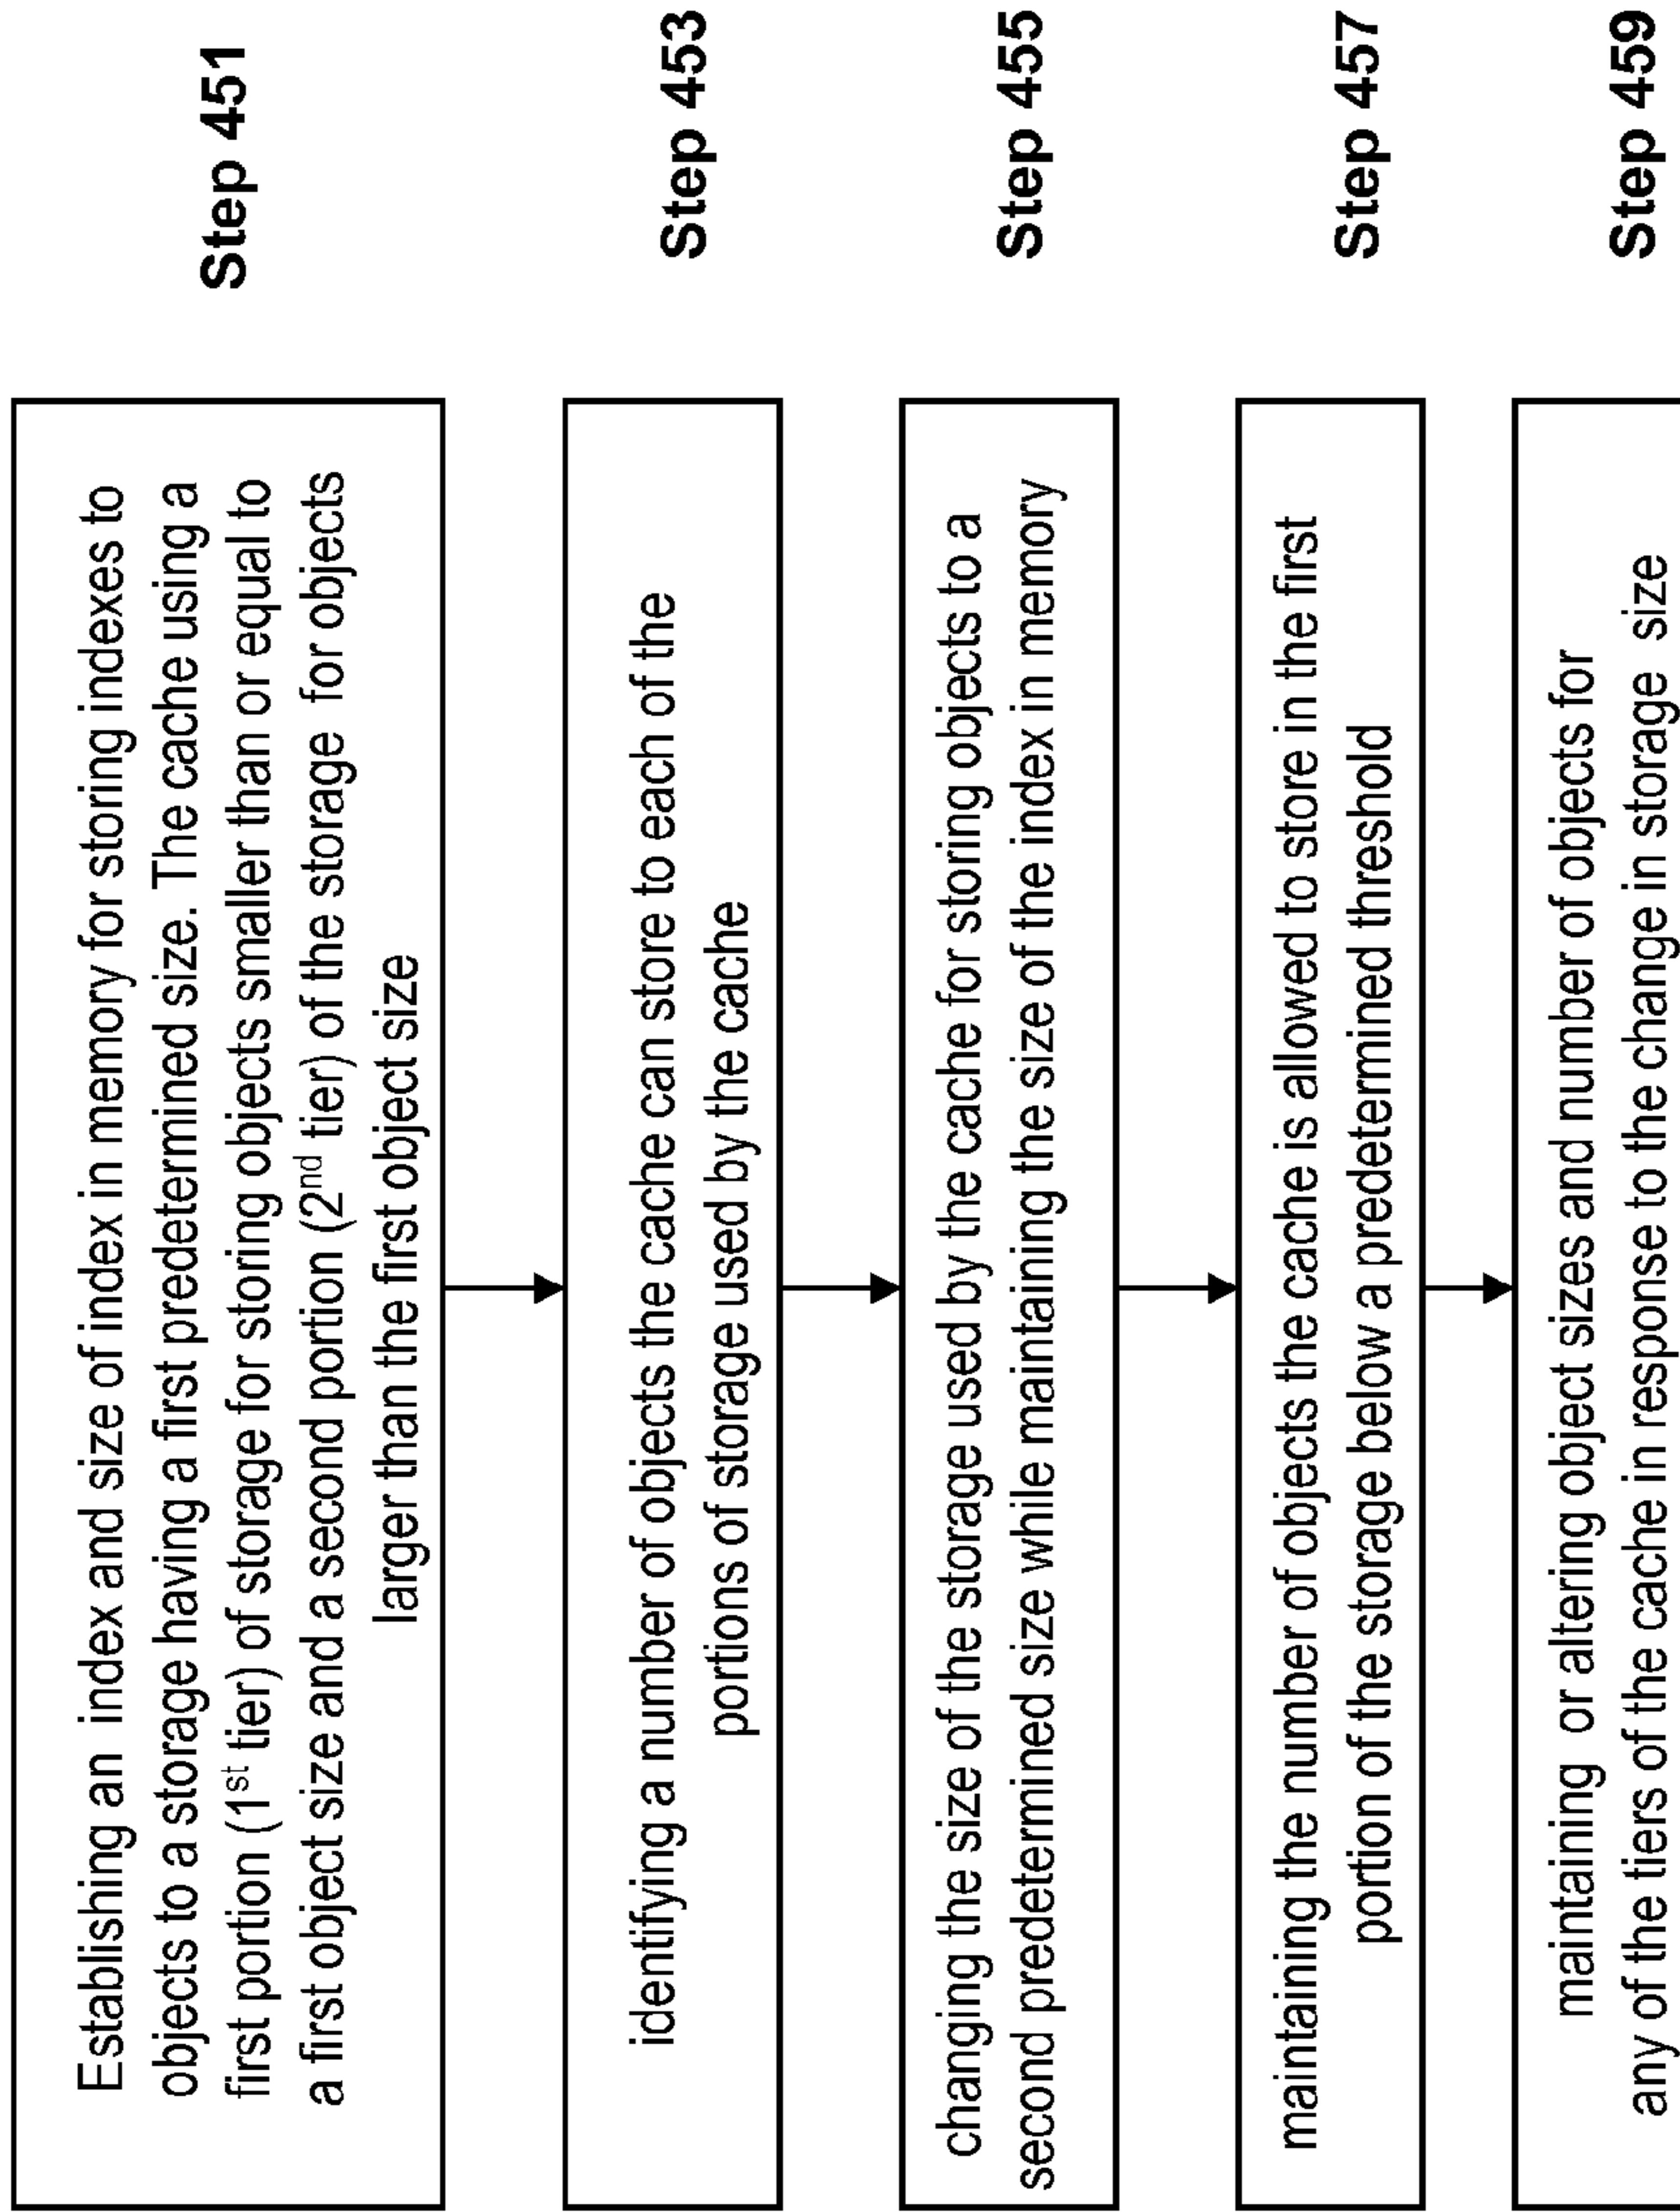 Establishing an index and size of index in memory for storing indexes to
objects to a storage having a first predetermined size. The cache using a
first portion (1st tier) of storage for storing objects smaller than or equal to
a first object size and a second portion (2nd tier) of the storage for objects
larger than the first object size
Step 451
identifying a number of objects the cache can store to each of the
portions of storage used by the cache
Step 453
changing the size of the storage used by the cache for storing objects to a
second predetermined size while maintaining the size of the index in memory
Step 455
maintaining the number of objects the cache is allowed to store in the first
portion of the storage below a predetermined threshold
Step 457
maintaining or altering object sizes and number of objects for
any of the tiers of the cache in response to the change in storage size
Step 459